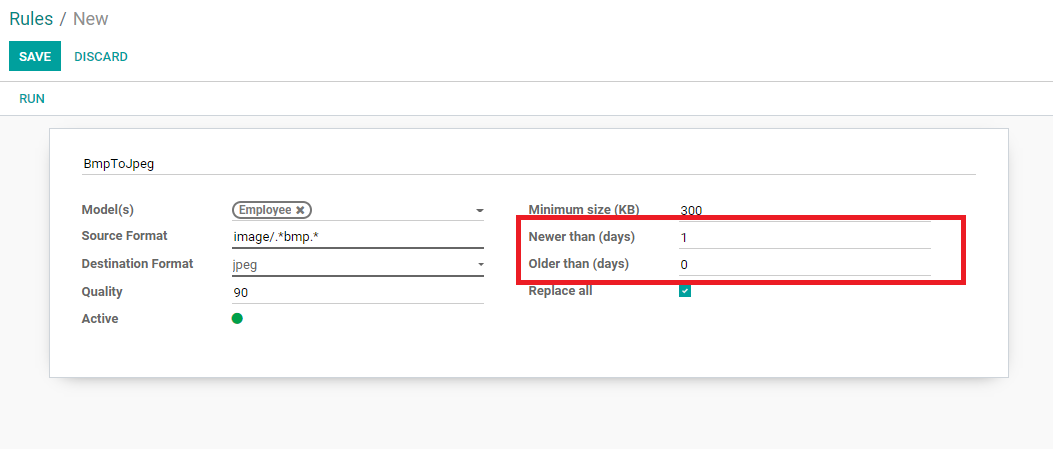 Rules / New
SAVE DISCARD
RUN
BmpToJpeg
Model(s) Employee ✖
Source Format image/.*bmp.*
Destination Format jpeg
Quality 90
Active
Minimum size (KB) 300
Newer than (days) 1
Older than (days) 0
Replace all